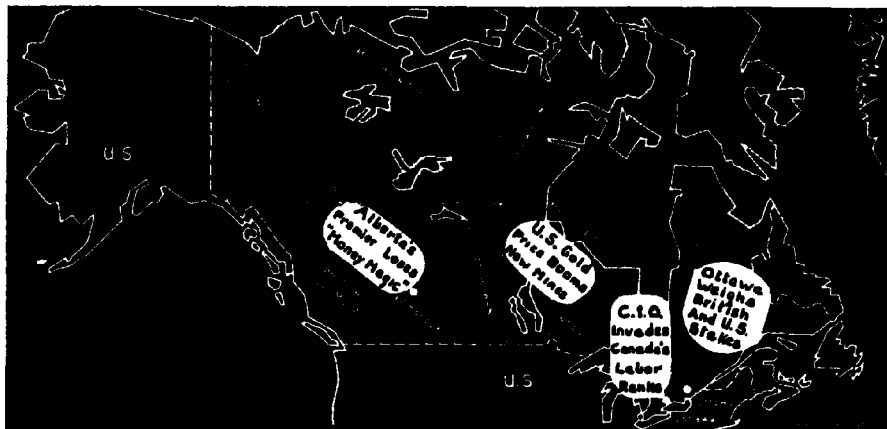 U.S
Alberta's
Premier Loses
"Money Magic"
U.S. Gold
Price Booms
New Mines
C.I.O.
Invades
Canada's
Labor
Ranks
Ottawa
Weighs
British
And U.S.
Stakes
U.S